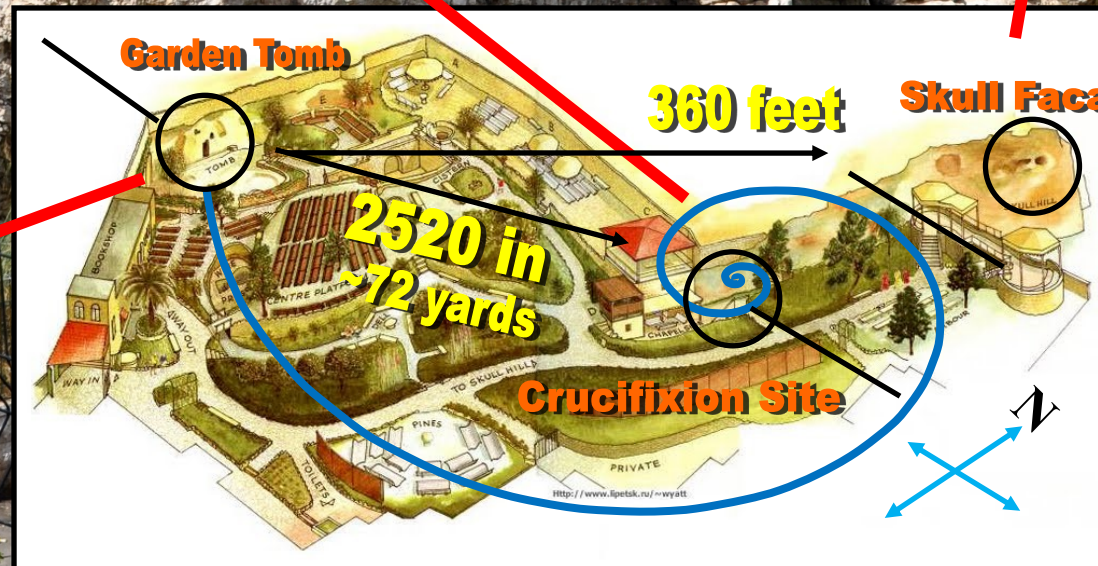 Garden Tomb
360 feet
Skull Faca
A
E
B
TOMB
CISTERN
SKULL HILL
C
2520 in
~72 yards
BOOKSHOP
CENTRE PLATF
D
CHAPEL
WAY OUT
TO SKULL HILL
WAY IN
Crucifixion Site
N
PINES
PRIVATE
TOILETS
Http://www.lipetsk.ru/~wyatt